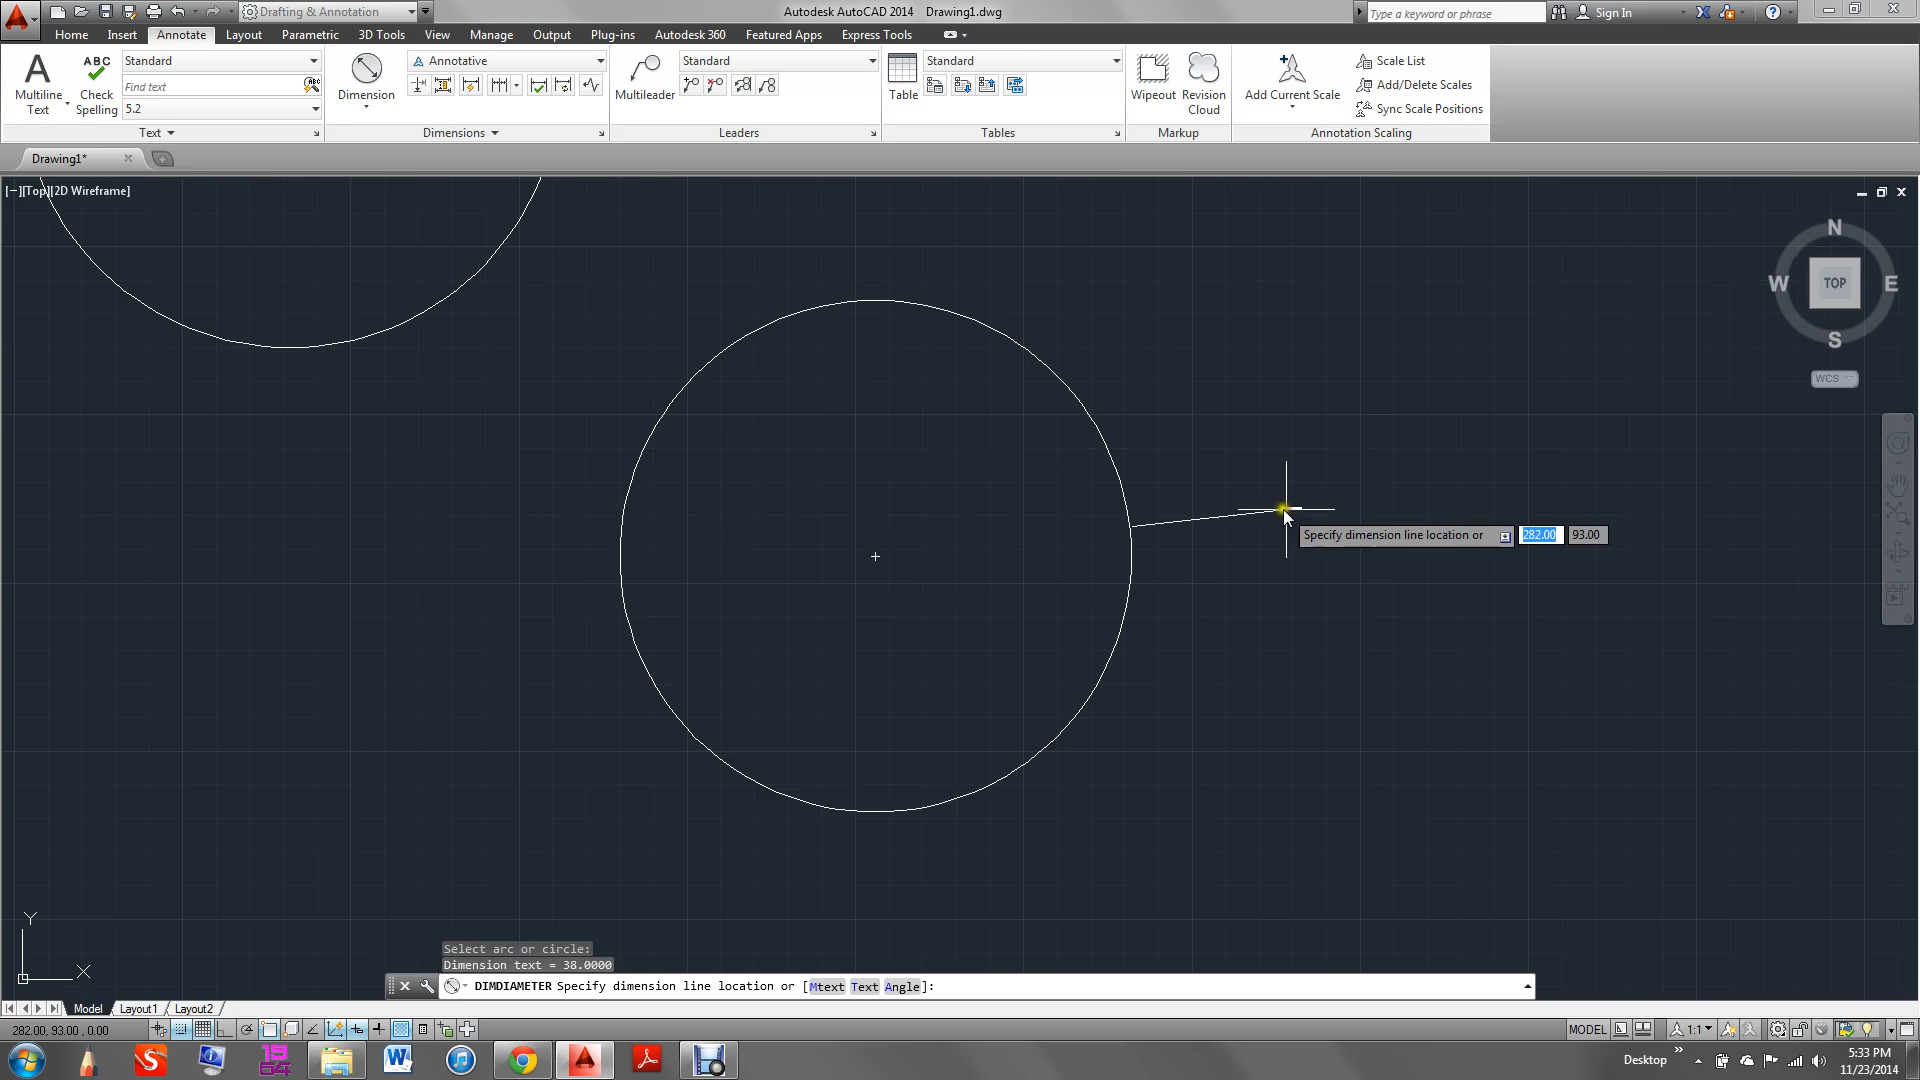 Drafting & Annotation
Autodesk AutoCAD 2014 Drawing1.dwg
Type a keyword or phrase
Sign In
Home Insert Annotate Layout Parametric 3D Tools View Manage Output Plug-ins Autodesk 360 Featured Apps Express Tools
A ABC Standard Annotative Standard Standard Scale List
Find text ABC
Multiline Text
Check Spelling
5.2
Dimension
Multileader
Table
Wipeout
Revision Cloud
Add Current Scale
Add/Delete Scales
Sync Scale Positions
Text Dimensions Leaders Tables Markup Annotation Scaling
Drawing1*
[−][Top][2D Wireframe]
N
W TOP E
S
WCS
Specify dimension line location or 282.00 93.00
Y
X
Select arc or circle:
Dimension text = 38.0000
DIMDIAMETER Specify dimension line location or [Mtext Text Angle]:
Model Layout1 Layout2
282.00, 93.00 , 0.00 MODEL 1:1
Desktop
5:33 PM
11/23/2014